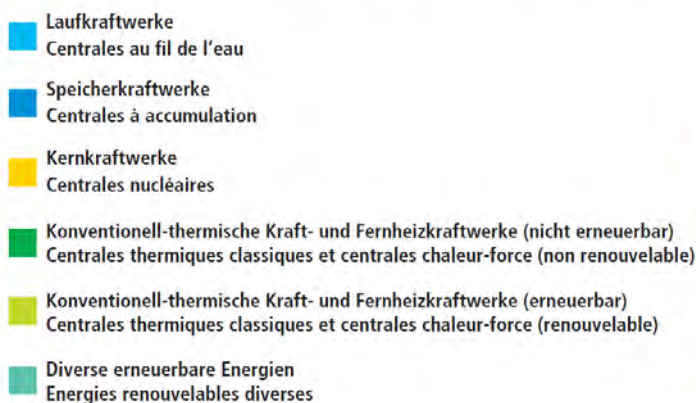 Laufkraftwerke
Centrales au fil de l'eau
Speicherkraftwerke
Centrales à accumulation
Kernkraftwerke
Centrales nucléaires
Konventionell-thermische Kraft- und Fernheizkraftwerke (nicht erneuerbar)
Centrales thermiques classiques et centrales chaleur-force (non renouvelable)
Konventionell-thermische Kraft- und Fernheizkraftwerke (erneuerbar)
Centrales thermiques classiques et centrales chaleur-force (renouvelable)
Diverse erneuerbare Energien
Energies renouvelables diverses